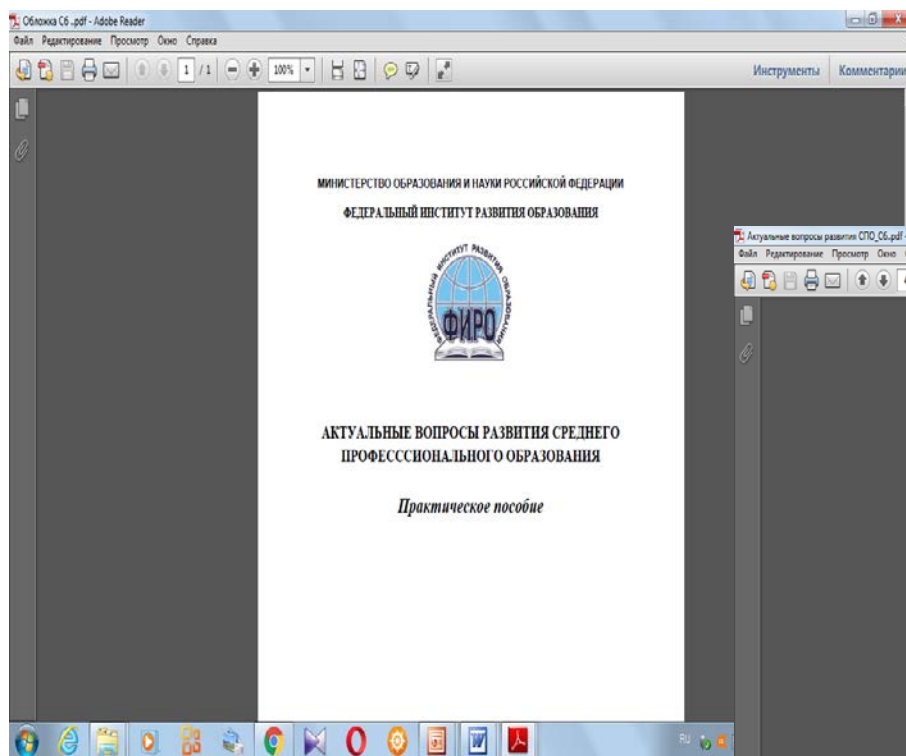 Обложка Сб ..pdf - Adobe Reader
Файл Редактирование Просмотр Окно Справка
1 / 1 100% Инструменты Комментарии
МИНИСТЕРСТВО ОБРАЗОВАНИЯ И НАУКИ РОССИЙСКОЙ ФЕДЕРАЦИИ
ФЕДЕРАЛЬНЫЙ ИНСТИТУТ РАЗВИТИЯ ОБРАЗОВАНИЯ
ФЕДЕРАЛЬНЫЙ ИНСТИТУТ РАЗВИТИЯ ОБРАЗОВАНИЯ
ФИРО
АКТУАЛЬНЫЕ ВОПРОСЫ РАЗВИТИЯ СРЕДНЕГО
ПРОФЕСССИОНАЛЬНОГО ОБРАЗОВАНИЯ
Практическое пособие
Актуальные вопросы развития СПО_Сб.pdf -
Файл Редактирование Просмотр Окно
RU